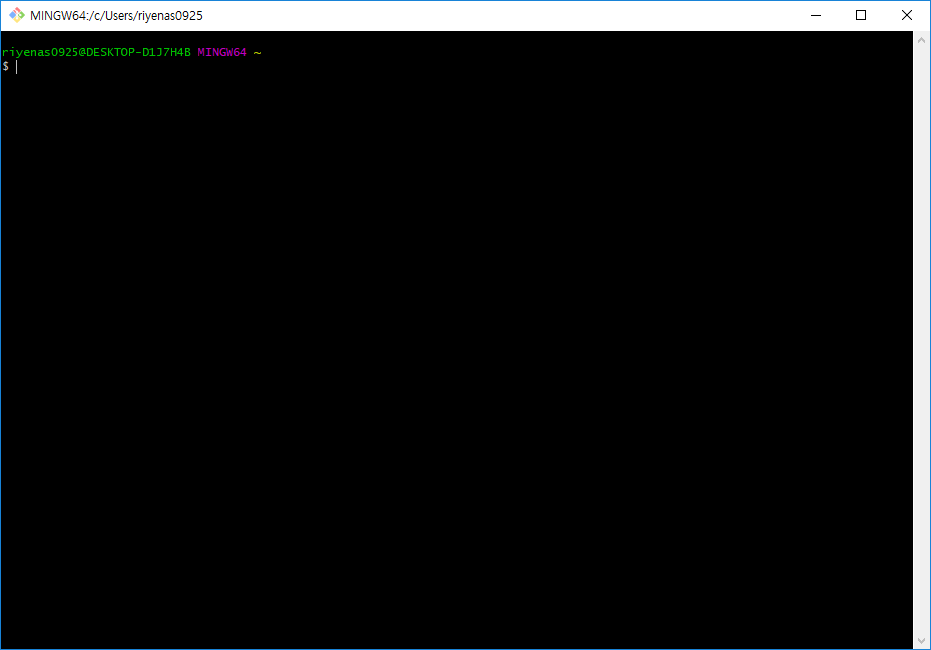 MINGW64:/c/Users/riyenas0925
riyenas0925@DESKTOP-D1J7H4B MINGW64 ~
$